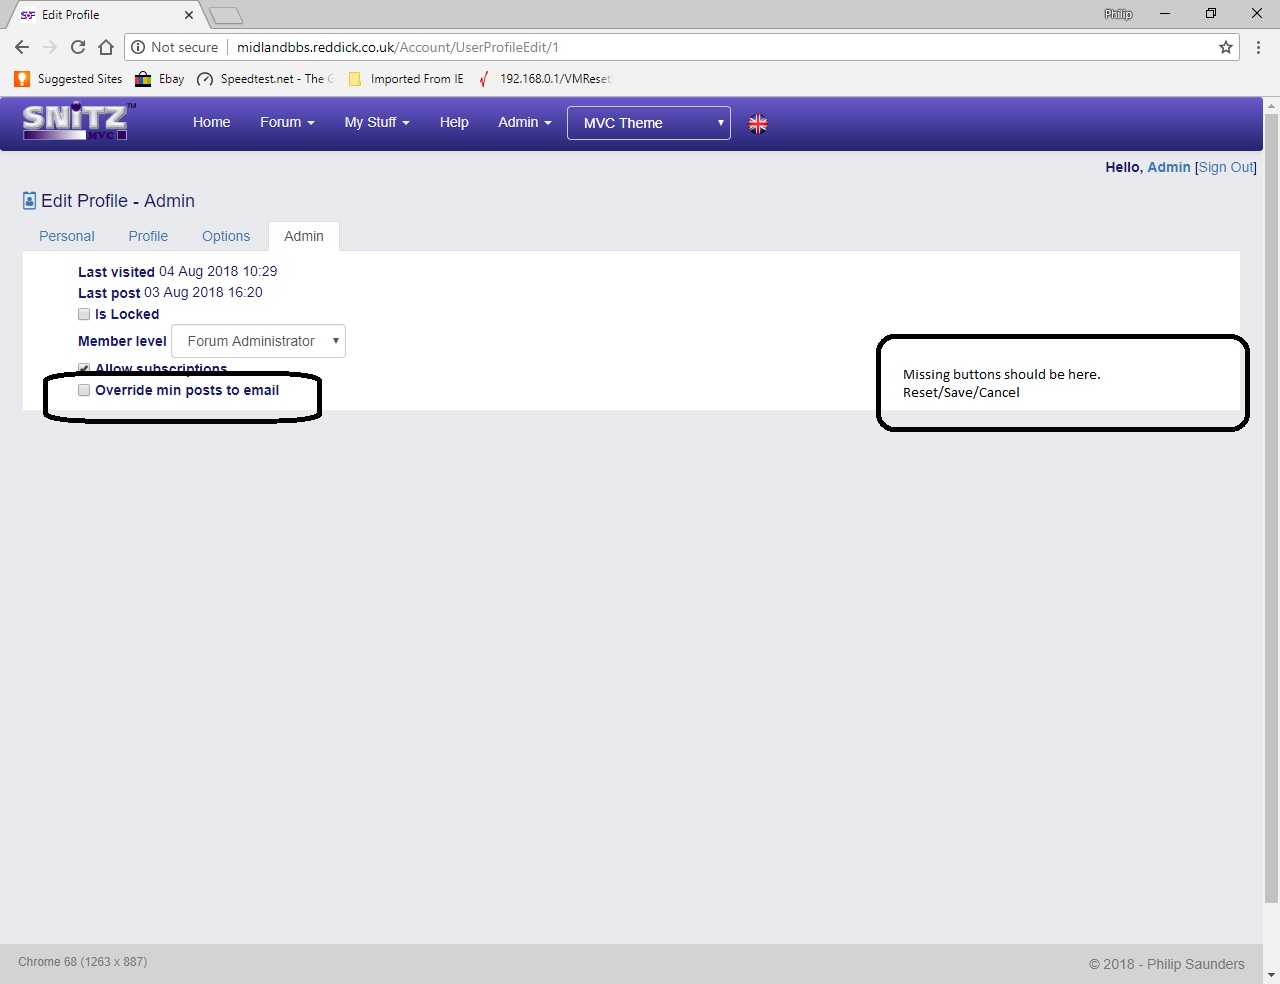 Edit Profile
Philip
Not secure
midlandbbs.reddick.co.uk/Account/UserProfileEdit/1
Suggested Sites
Ebay
Speedtest.net - The G
Imported From IE
192.168.0.1/VMReset
SNiTZ™
MVC
Home
Forum
My Stuff
Help
Admin
MVC Theme
Hello, Admin [Sign Out]
Edit Profile - Admin
Personal
Profile
Options
Admin
Last visited 04 Aug 2018 10:29
Last post 03 Aug 2018 16:20
Is Locked
Member level Forum Administrator
Allow subscriptions
Override min posts to email
Missing buttons should be here.
Reset/Save/Cancel
Chrome 68 (1263 x 887)
© 2018 - Philip Saunders